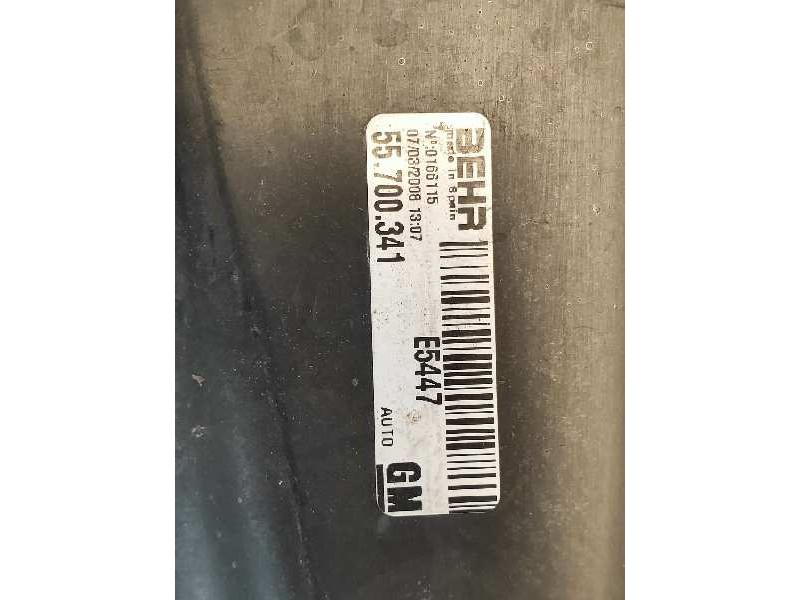 BEHR
made in Spain
Nº:0166115
07/03/2008 13:07
55.700.341
E5447
AUTO
GM